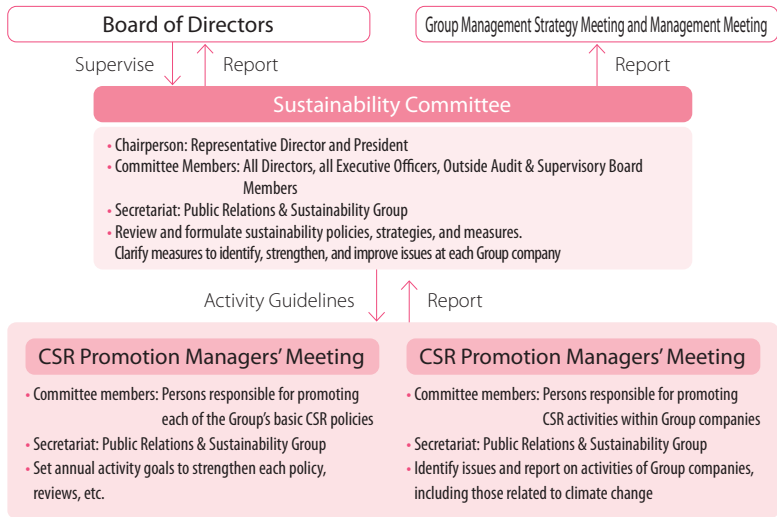 Board of Directors
Group Management Strategy Meeting and Management Meeting
Supervise
Report
Report
Sustainability Committee
• Chairperson: Representative Director and President
• Committee Members: All Directors, all Executive Officers, Outside Audit & Supervisory Board
Members
• Secretariat: Public Relations & Sustainability Group
• Review and formulate sustainability policies, strategies, and measures.
Clarify measures to identify, strengthen, and improve issues at each Group company
Activity Guidelines
Report
CSR Promotion Managers’ Meeting
• Committee members: Persons responsible for promoting
each of the Group’s basic CSR policies
• Secretariat: Public Relations & Sustainability Group
• Set annual activity goals to strengthen each policy,
reviews, etc.
CSR Promotion Managers’ Meeting
• Committee members: Persons responsible for promoting
CSR activities within Group companies
• Secretariat: Public Relations & Sustainability Group
• Identify issues and report on activities of Group companies,
including those related to climate change